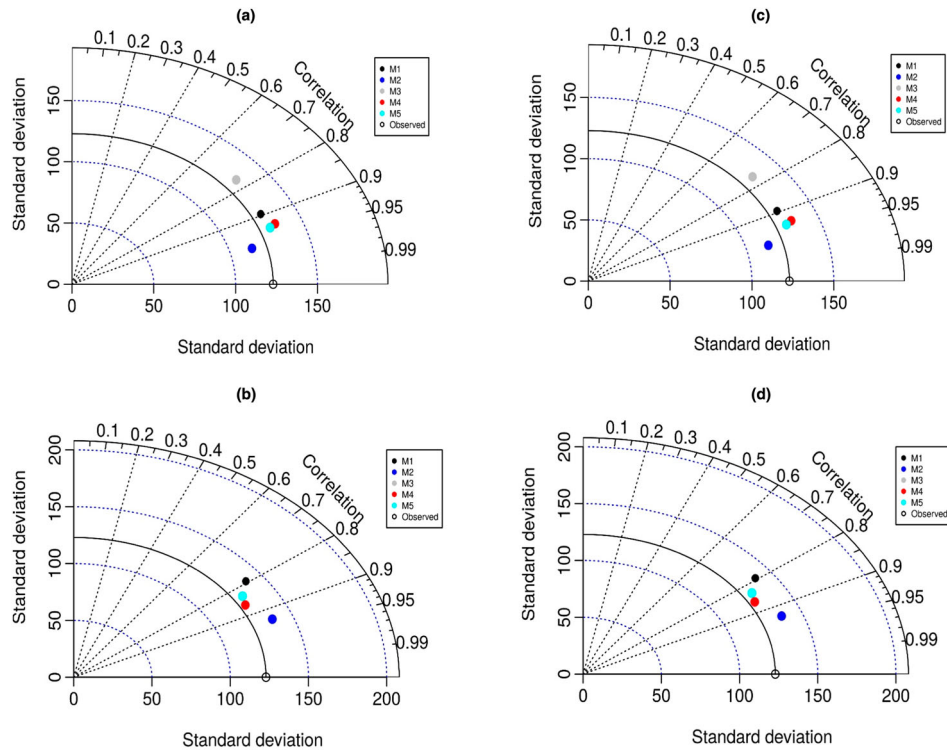 (a)
0.1
0.2
0.3
0.4
0.5
0.6
0.7
0.8
0.9
0.95
0.99
Correlation
M1
M2
M3
M4
M5
Observed
Standard deviation
150
100
50
0
0 50 100 150
Standard deviation
(c)
0.1
0.2
0.3
0.4
0.5
0.6
0.7
0.8
0.9
0.95
0.99
Correlation
M1
M2
M3
M4
M5
Observed
Standard deviation
150
100
50
0
0 50 100 150
Standard deviation
(b)
0.1
0.2
0.3
0.4
0.5
0.6
0.7
0.8
0.9
0.95
0.99
Correlation
M1
M2
M3
M4
M5
Observed
Standard deviation
200
150
100
50
0
0 50 100 150 200
Standard deviation
(d)
0.1
0.2
0.3
0.4
0.5
0.6
0.7
0.8
0.9
0.95
0.99
Correlation
M1
M2
M3
M4
M5
Observed
Standard deviation
200
150
100
50
0
0 50 100 150 200
Standard deviation